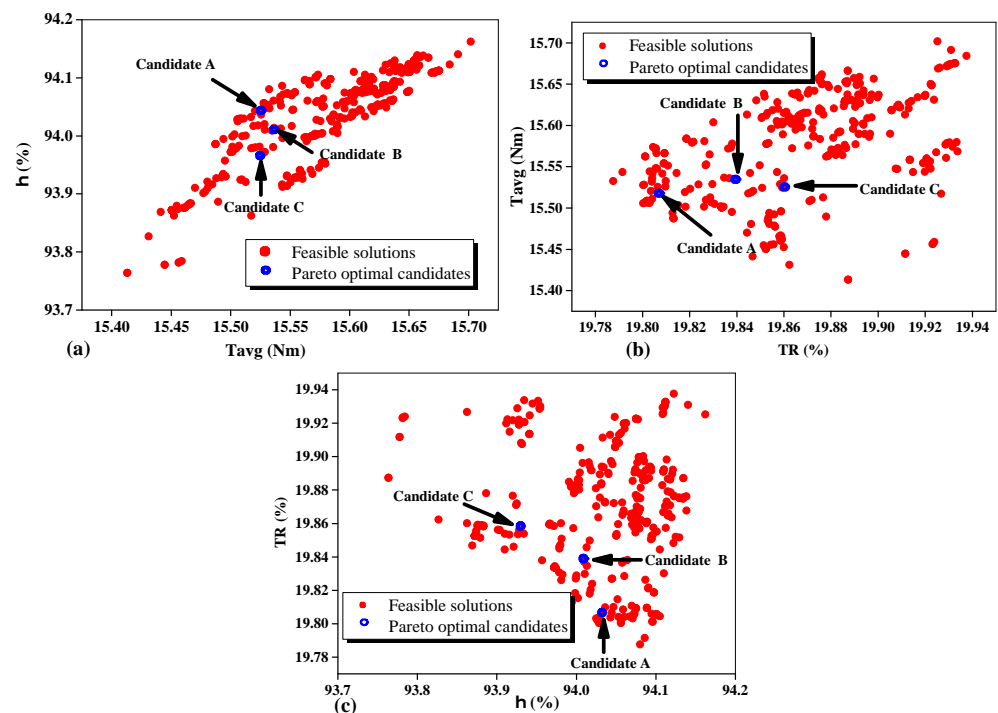 94.2
94.1
94.0
93.9
93.8
93.7
h (%)
Candidate A
Candidate B
Candidate C
Feasible solutions
Pareto optimal candidates
15.40 15.45 15.50 15.55 15.60 15.65 15.70
(a)
Tavg (Nm)
15.70
15.60
15.55
15.50
15.45
15.40
Tavg (Nm)
Feasible solutions
Pareto optimal candidates
Candidate B
Candidate C
Candidate A
19.78 19.80 19.82 19.84 19.86 19.88 19.90 19.92 19.94
(b)
TR (%)
19.94
19.92
19.90
19.88
19.86
19.84
19.82
19.80
19.78
TR (%)
Candidate C
Candidate B
Feasible solutions
Pareto optimal candidates
Candidate A
93.7 93.8 93.9 94.0 94.1 94.2
(c)
h (%)